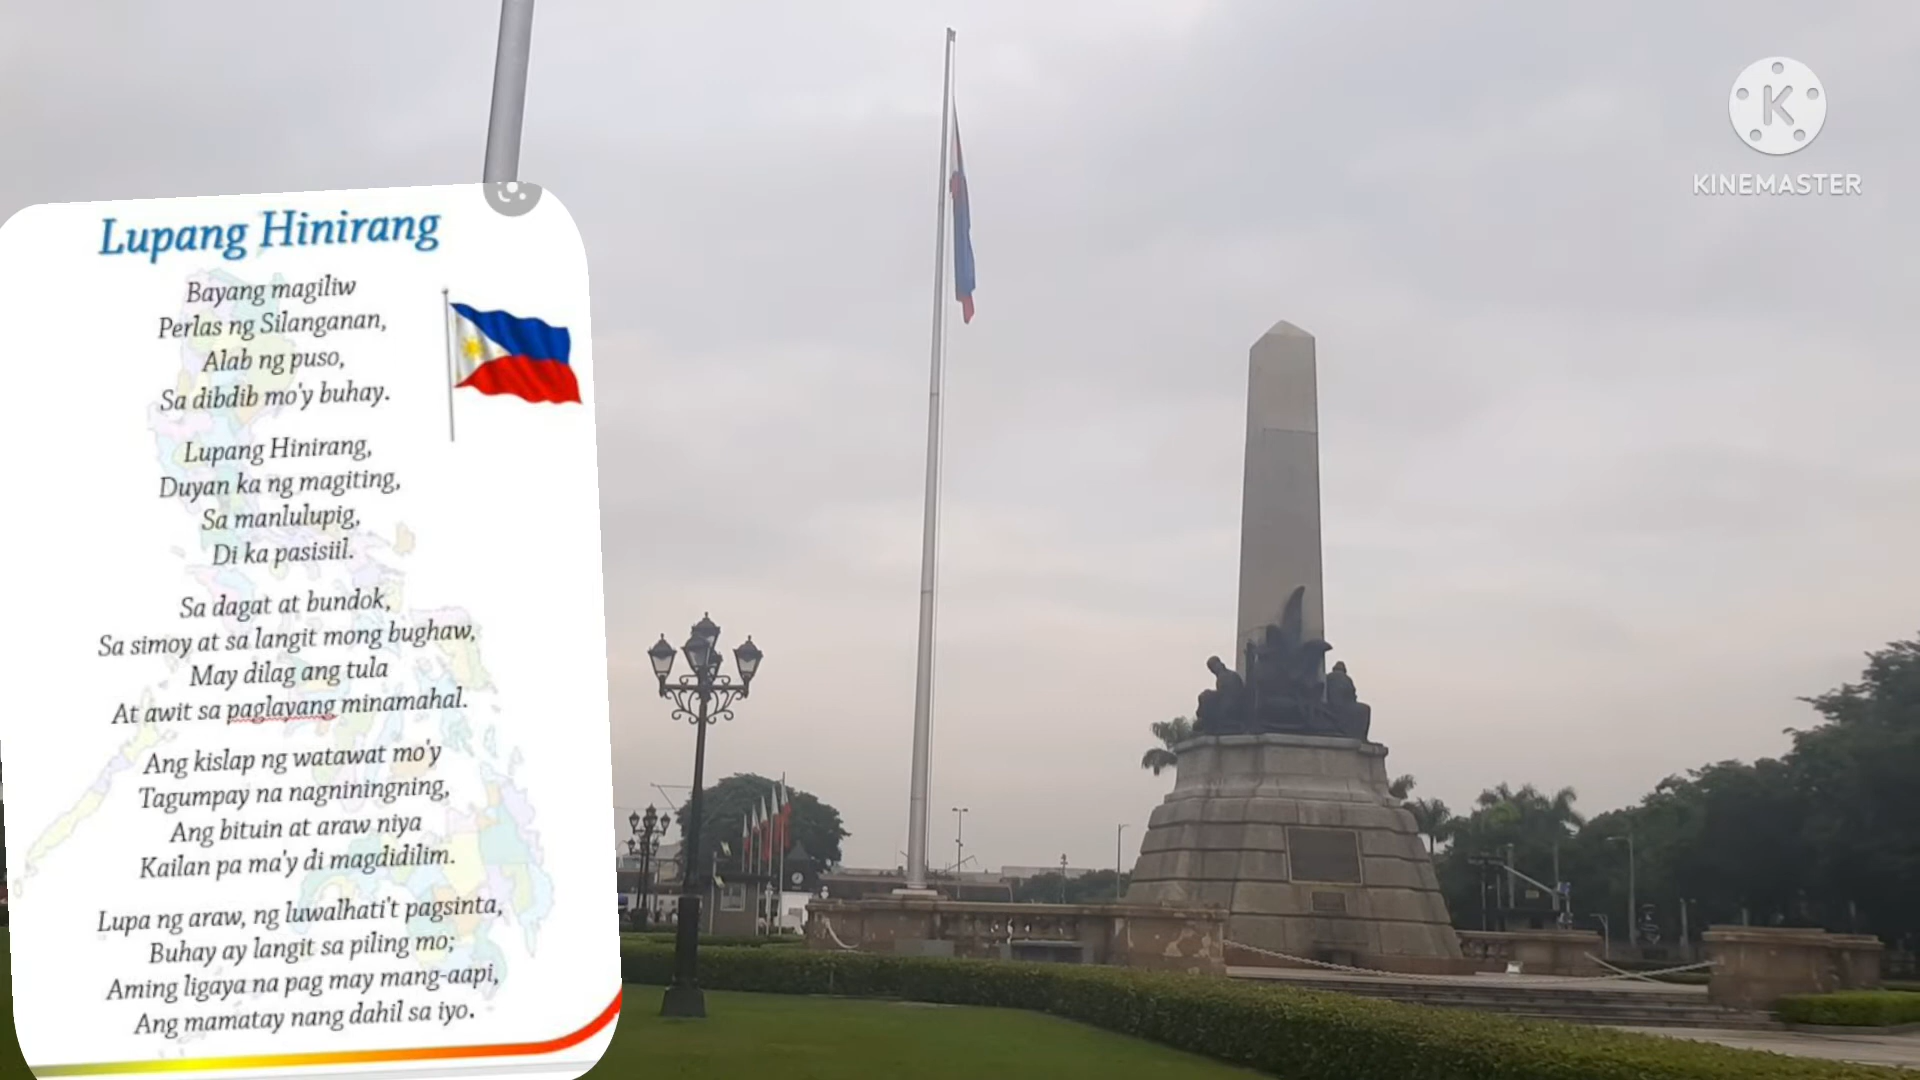 Lupang Hinirang
Bayang magiliw
Perlas ng Silanganan,
Alab ng puso,
Sa dibdib mo'y buhay.
Lupang Hinirang,
Duyan ka ng magiting,
Sa manlulupig,
Di ka pasisiil.
Sa dagat at bundok,
Sa simoy at sa langit mong bughaw,
May dilag ang tula
At awit sa paglayang minamahal.
Ang kislap ng watawat mo'y
Tagumpay na nagniningning,
Ang bituin at araw niya
Kailan pa ma'y di magdidilim.
Lupa ng araw, ng luwalhati't pagsinta,
Buhay ay langit sa piling mo;
Aming ligaya na pag may mang-aapi,
Ang mamatay nang dahil sa iyo.
K
KINEMASTER